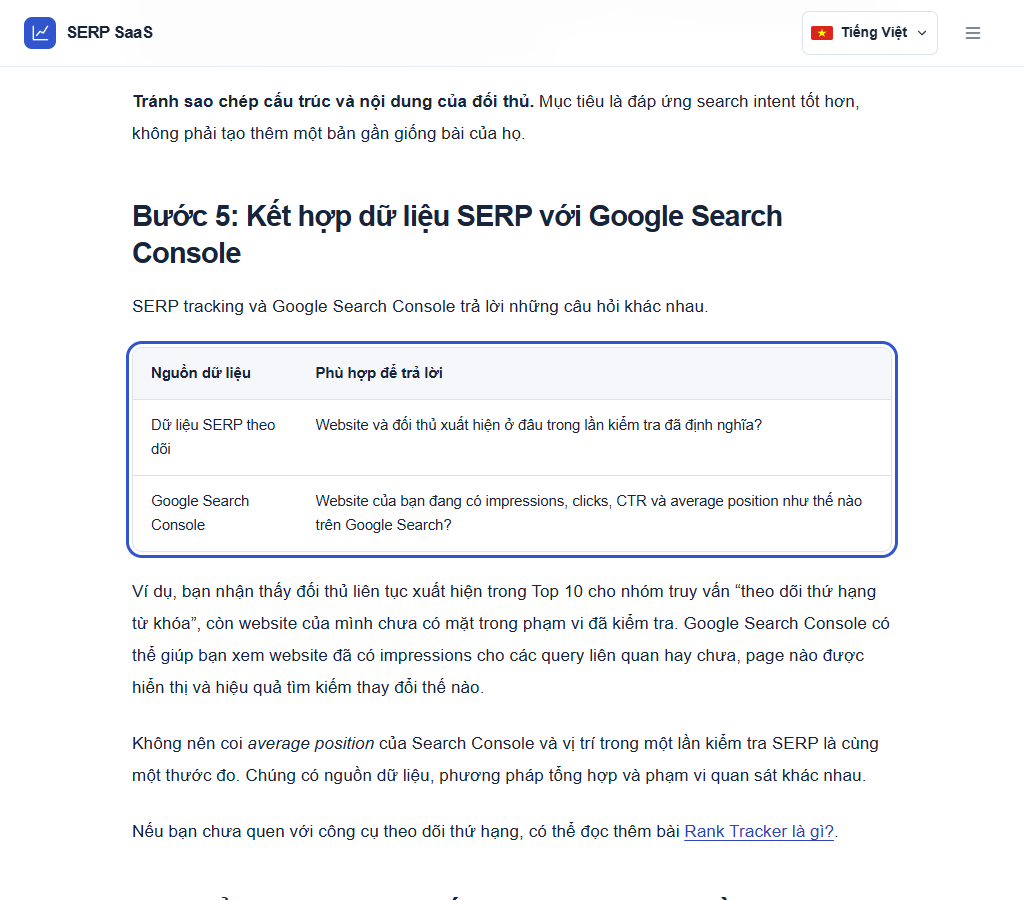 SERP SaaS
Tiếng Việt
Tránh sao chép cấu trúc và nội dung của đối thủ. Mục tiêu là đáp ứng search intent tốt hơn,
không phải tạo thêm một bản gần giống bài của họ.
Bước 5: Kết hợp dữ liệu SERP với Google Search
Console
SERP tracking và Google Search Console trả lời những câu hỏi khác nhau.
Nguồn dữ liệu
Phù hợp để trả lời
Dữ liệu SERP theo
dõi
Website và đối thủ xuất hiện ở đâu trong lần kiểm tra đã định nghĩa?
Google Search
Console
Website của bạn đang có impressions, clicks, CTR và average position như thế nào
trên Google Search?
Ví dụ, bạn nhận thấy đối thủ liên tục xuất hiện trong Top 10 cho nhóm truy vấn “theo dõi thứ hạng
từ khóa”, còn website của mình chưa có mặt trong phạm vi đã kiểm tra. Google Search Console có
thể giúp bạn xem website đã có impressions cho các query liên quan hay chưa, page nào được
hiển thị và hiệu quả tìm kiếm thay đổi thế nào.
Không nên coi average position của Search Console và vị trí trong một lần kiểm tra SERP là cùng
một thước đo. Chúng có nguồn dữ liệu, phương pháp tổng hợp và phạm vi quan sát khác nhau.
Nếu bạn chưa quen với công cụ theo dõi thứ hạng, có thể đọc thêm bài Rank Tracker là gì?.